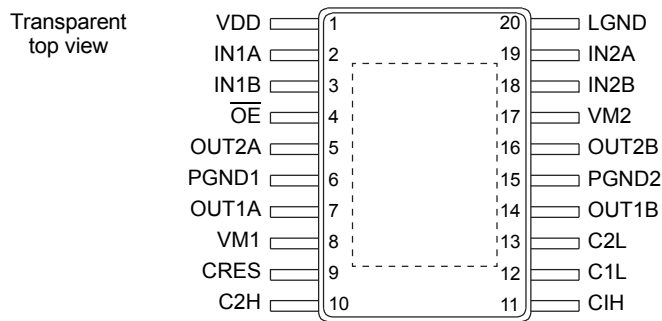 Transparent
top view
VDD 1 20 LGND
IN1A 2 19 IN2A
IN1B 3 18 IN2B
OE 4 17 VM2
OUT2A 5 16 OUT2B
PGND1 6 15 PGND2
OUT1A 7 14 OUT1B
VM1 8 13 C2L
CRES 9 12 C1L
C2H 10 11 CIH